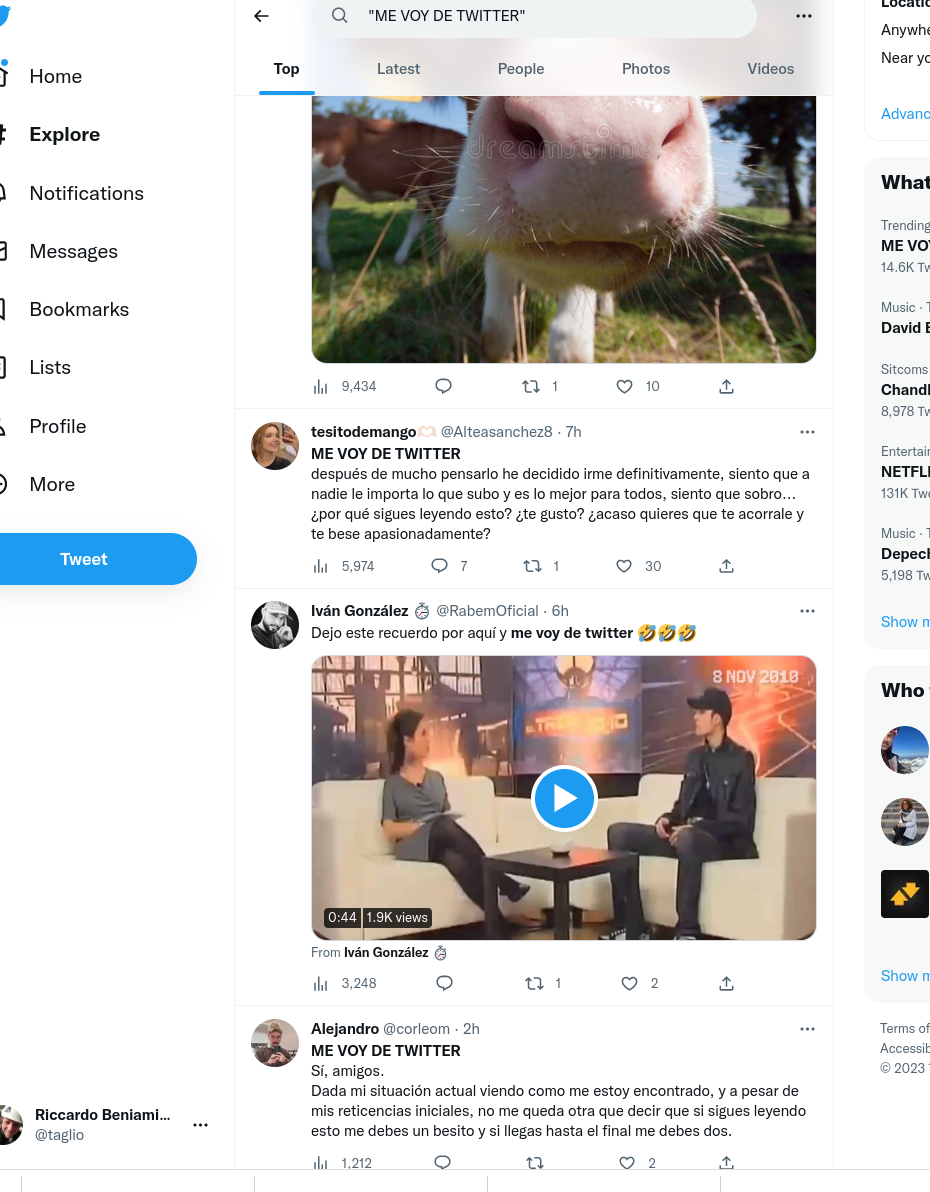 "ME VOY DE TWITTER"
Top Latest People Photos Videos
Home
Explore
Notifications
Messages
Bookmarks
Lists
Profile
More
Tweet
Riccardo Beniami...
@taglio
dreamstime
9,434 1 10
tesitodemango @Alteasanchez8 · 7h
ME VOY DE TWITTER
después de mucho pensarlo he decidido irme definitivamente, siento que a
nadie le importa lo que subo y es lo mejor para todos, siento que sobro...
¿por qué sigues leyendo esto? ¿te gusto? ¿acaso quieres que te acorrale y
te bese apasionadamente?
5,974 7 1 30
Iván González @RabemOficial · 6h
Dejo este recuerdo por aquí y me voy de twitter 🤣🤣🤣
8 NOV 2010
0:44 1.9K views
From Iván González
3,248 1 2
Alejandro @corleom · 2h
ME VOY DE TWITTER
Sí, amigos.
Dada mi situación actual viendo como me estoy encontrado, y a pesar de
mis reticencias iniciales, no me queda otra que decir que si sigues leyendo
esto me debes un besito y si llegas hasta el final me debes dos.
1,212 2
Locatio
Anywhe
Near yo
Advanc
What
Trending
ME VO
14.6K Tw
Music · T
David B
Sitcoms
Chandl
8,978 Tw
Entertai
NETFLI
131K Twe
Music · T
Depech
5,198 Tw
Show m
Who
Show m
Terms of
Accessib
© 2023